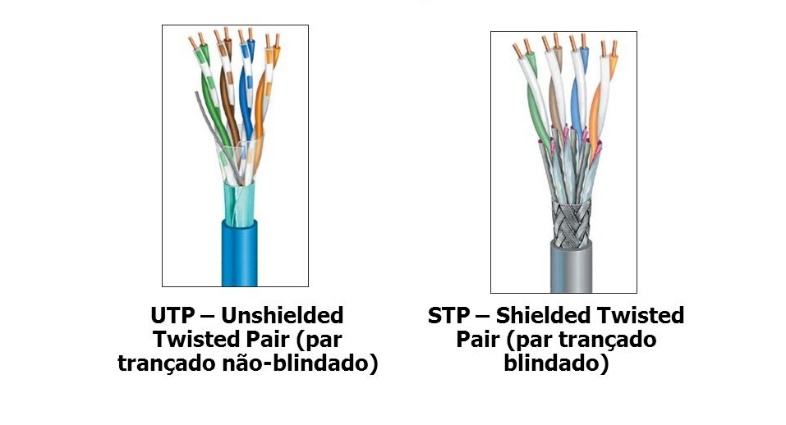 UTP – Unshielded
Twisted Pair (par
trançado não-blindado)
STP – Shielded Twisted
Pair (par trançado
blindado)